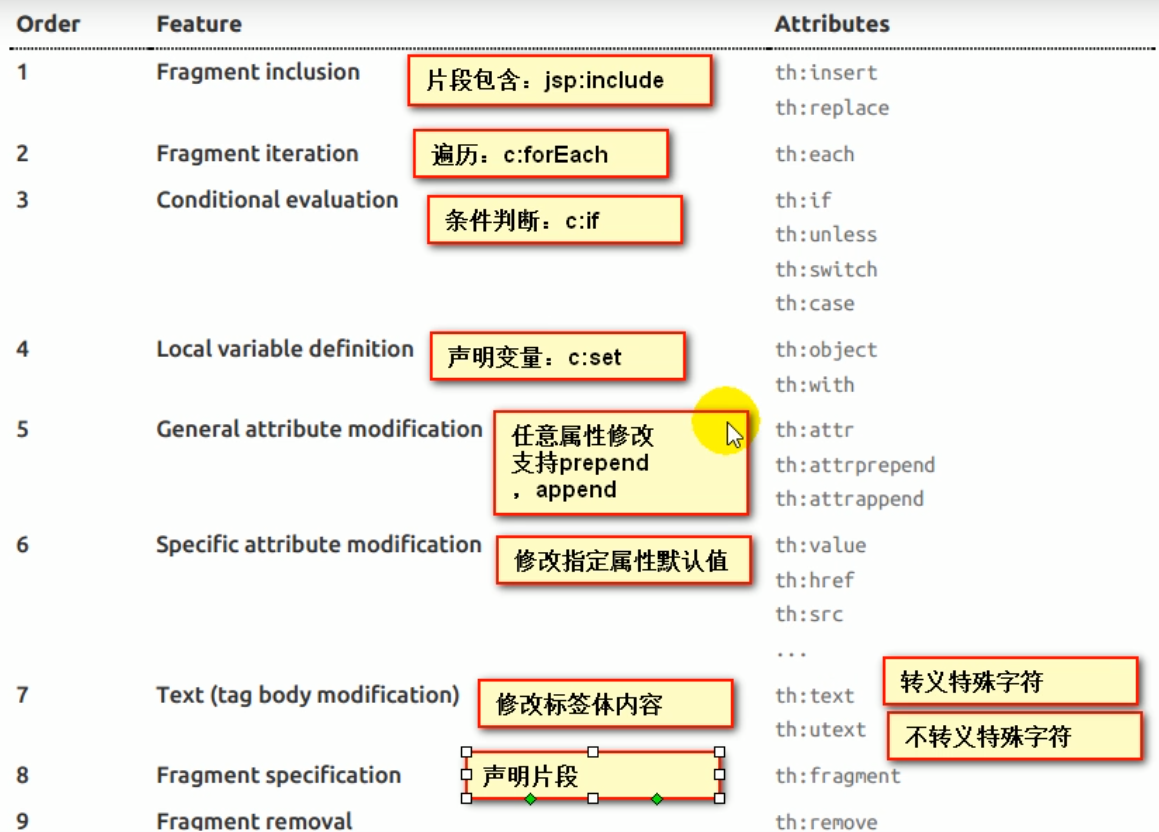 Order Feature Attributes
1 Fragment inclusion 片段包含：jsp:include th:insert
th:replace
2 Fragment iteration 遍历：c:forEach th:each
3 Conditional evaluation 条件判断：c:if th:if
th:unless
th:switch
th:case
4 Local variable definition 声明变量：c:set th:object
th:with
5 General attribute modification 任意属性修改 th:attr
支持prepend th:attrprepend
，append th:attrappend
6 Specific attribute modification 修改指定属性默认值 th:value
th:href
th:src
...
7 Text (tag body modification) 修改标签体内容 th:text 转义特殊字符
th:utext 不转义特殊字符
8 Fragment specification 声明片段 th:fragment
9 Fragment removal th:remove